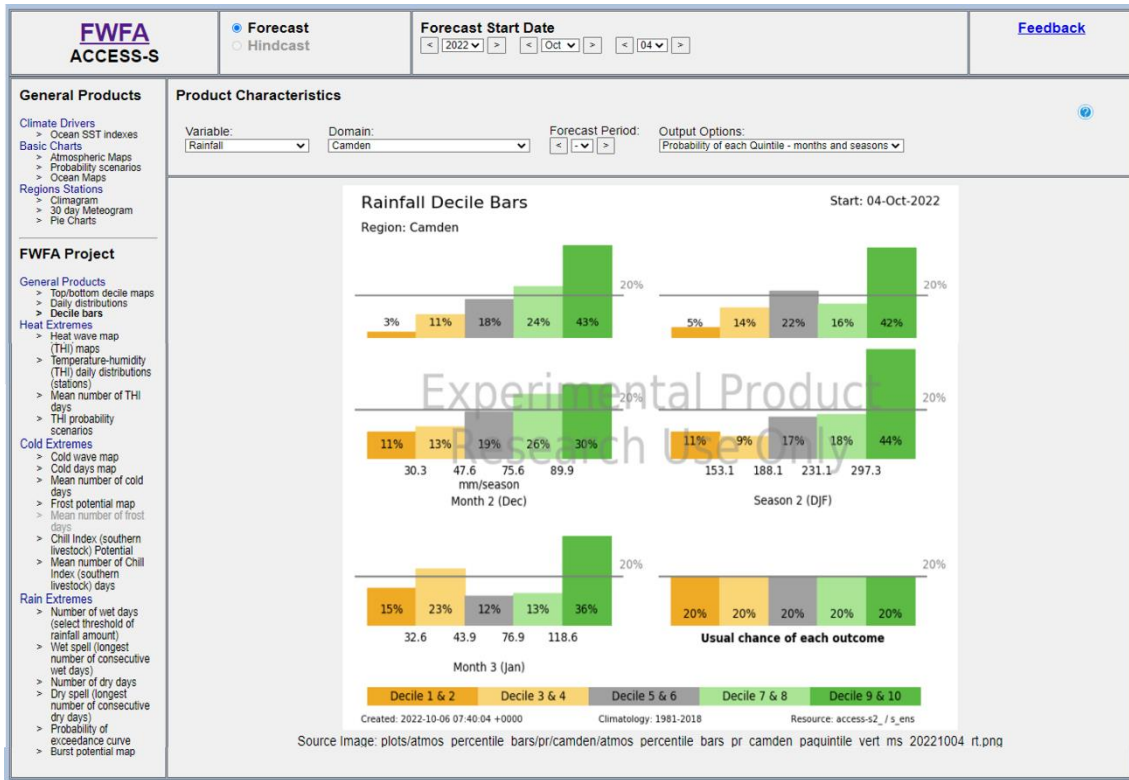 FWFA
ACCESS-S
Forecast
Hindcast
Forecast Start Date
< 2022 > < Oct > < 04 >
Feedback
General Products
Climate Drivers
> Ocean SST indexes
Basic Charts
> Atmospheric Maps
> Probability scenarios
> Ocean Maps
Regions Stations
> Climagram
> 30 day Meteogram
> Pie Charts
FWFA Project
General Products
> Top/bottom decile maps
> Daily distributions
> Decile bars
Heat Extremes
> Heat wave map
(THI) maps
> Temperature-humidity
(THI) daily distributions
(stations)
> Mean number of THI
days
> THI probability
scenarios
Cold Extremes
> Cold wave map
> Cold days map
> Mean number of cold
days
> Frost potential map
> Mean number of frost
days
> Chill Index (southern
livestock) Potential
> Mean number of Chill
Index (southern
livestock) days
Rain Extremes
> Number of wet days
(select threshold of
rainfall amount)
> Wet spell (longest
number of consecutive
wet days)
> Number of dry days
> Dry spell (longest
number of consecutive
dry days)
> Probability of
exceedance curve
> Burst potential map
Product Characteristics
?
Variable: Domain: Forecast Period: Output Options:
Rainfall Camden < - > Probability of each Quintile - months and seasons
Rainfall Decile Bars
Start: 04-Oct-2022
Region: Camden
20%
3% 11% 18% 24% 43%
20%
5% 14% 22% 16% 42%
Experimental Product
Research Use Only
20%
11% 13% 19% 26% 30%
30.3 47.6 75.6 89.9
mm/season
Month 2 (Dec)
20%
11% 9% 17% 18% 44%
153.1 188.1 231.1 297.3
Season 2 (DJF)
20%
15% 23% 12% 13% 36%
32.6 43.9 76.9 118.6
Month 3 (Jan)
20%
20% 20% 20% 20% 20%
Usual chance of each outcome
Decile 1 & 2 Decile 3 & 4 Decile 5 & 6 Decile 7 & 8 Decile 9 & 10
Created: 2022-10-06 07:40:04 +0000 Climatology: 1981-2018 Resource: access-s2_ / s_ens
Source Image: plots/atmos_percentile_bars/pr/camden/atmos_percentile_bars_pr_camden_paquintile_vert_ms_20221004_rt.png